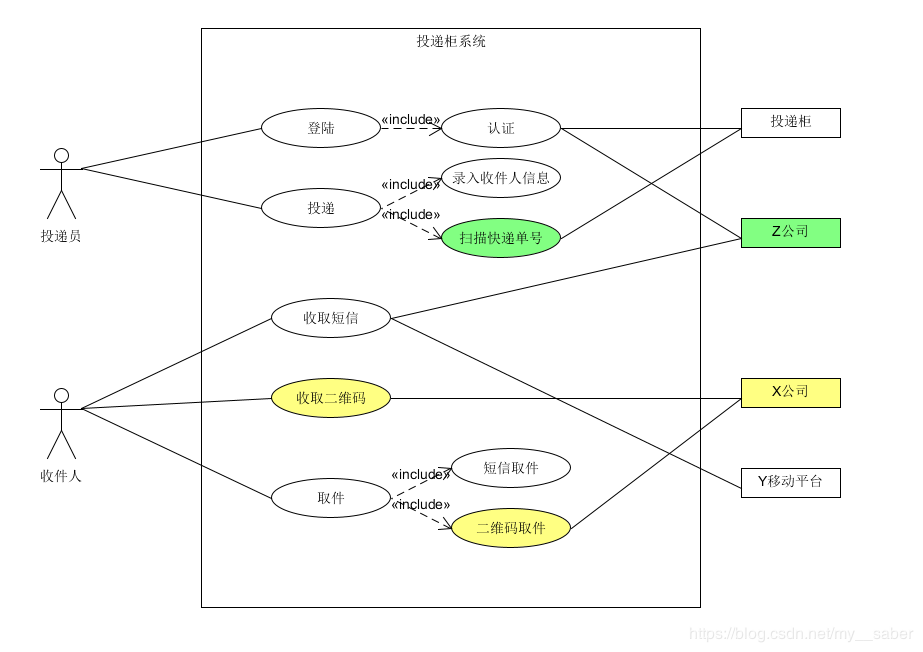 投递柜系统
登陆
«include»
认证
投递柜
投递员
投递
«include»
录入收件人信息
«include»
扫描快递单号
Z公司
收取短信
收件人
收取二维码
X公司
取件
«include»
短信取件
Y移动平台
«include»
二维码取件
https://blog.csdn.net/my__saber